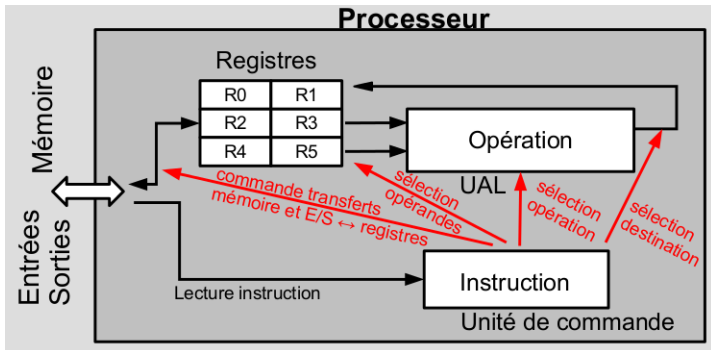 Processeur
Registres
R0 R1
R2 R3
R4 R5
Opération
UAL
Mémoire
Entrées
Sorties
commande transferts
mémoire et E/S ↔ registres
sélection
opérandes
sélection
opération
sélection
destination
Lecture instruction
Instruction
Unité de commande